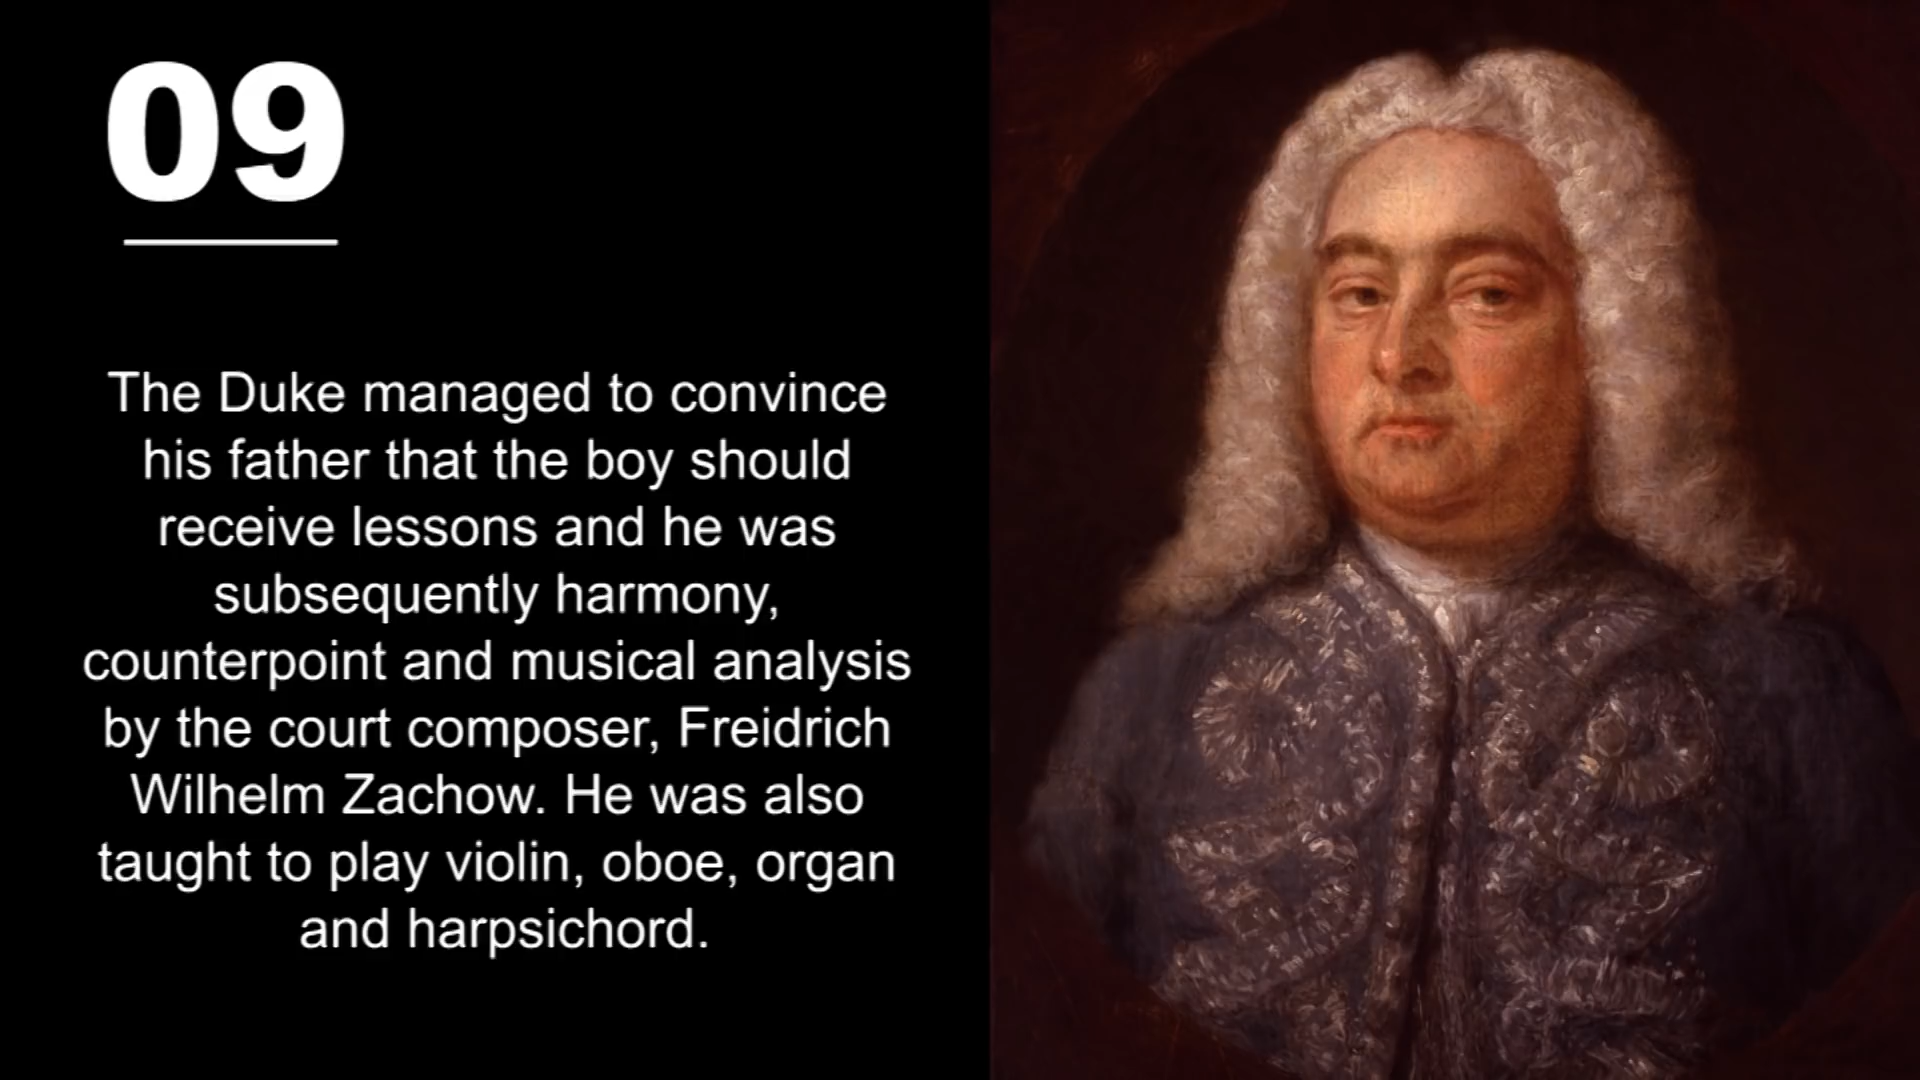 09
The Duke managed to convince
his father that the boy should
receive lessons and he was
subsequently harmony,
counterpoint and musical analysis
by the court composer, Freidrich
Wilhelm Zachow. He was also
taught to play violin, oboe, organ
and harpsichord.